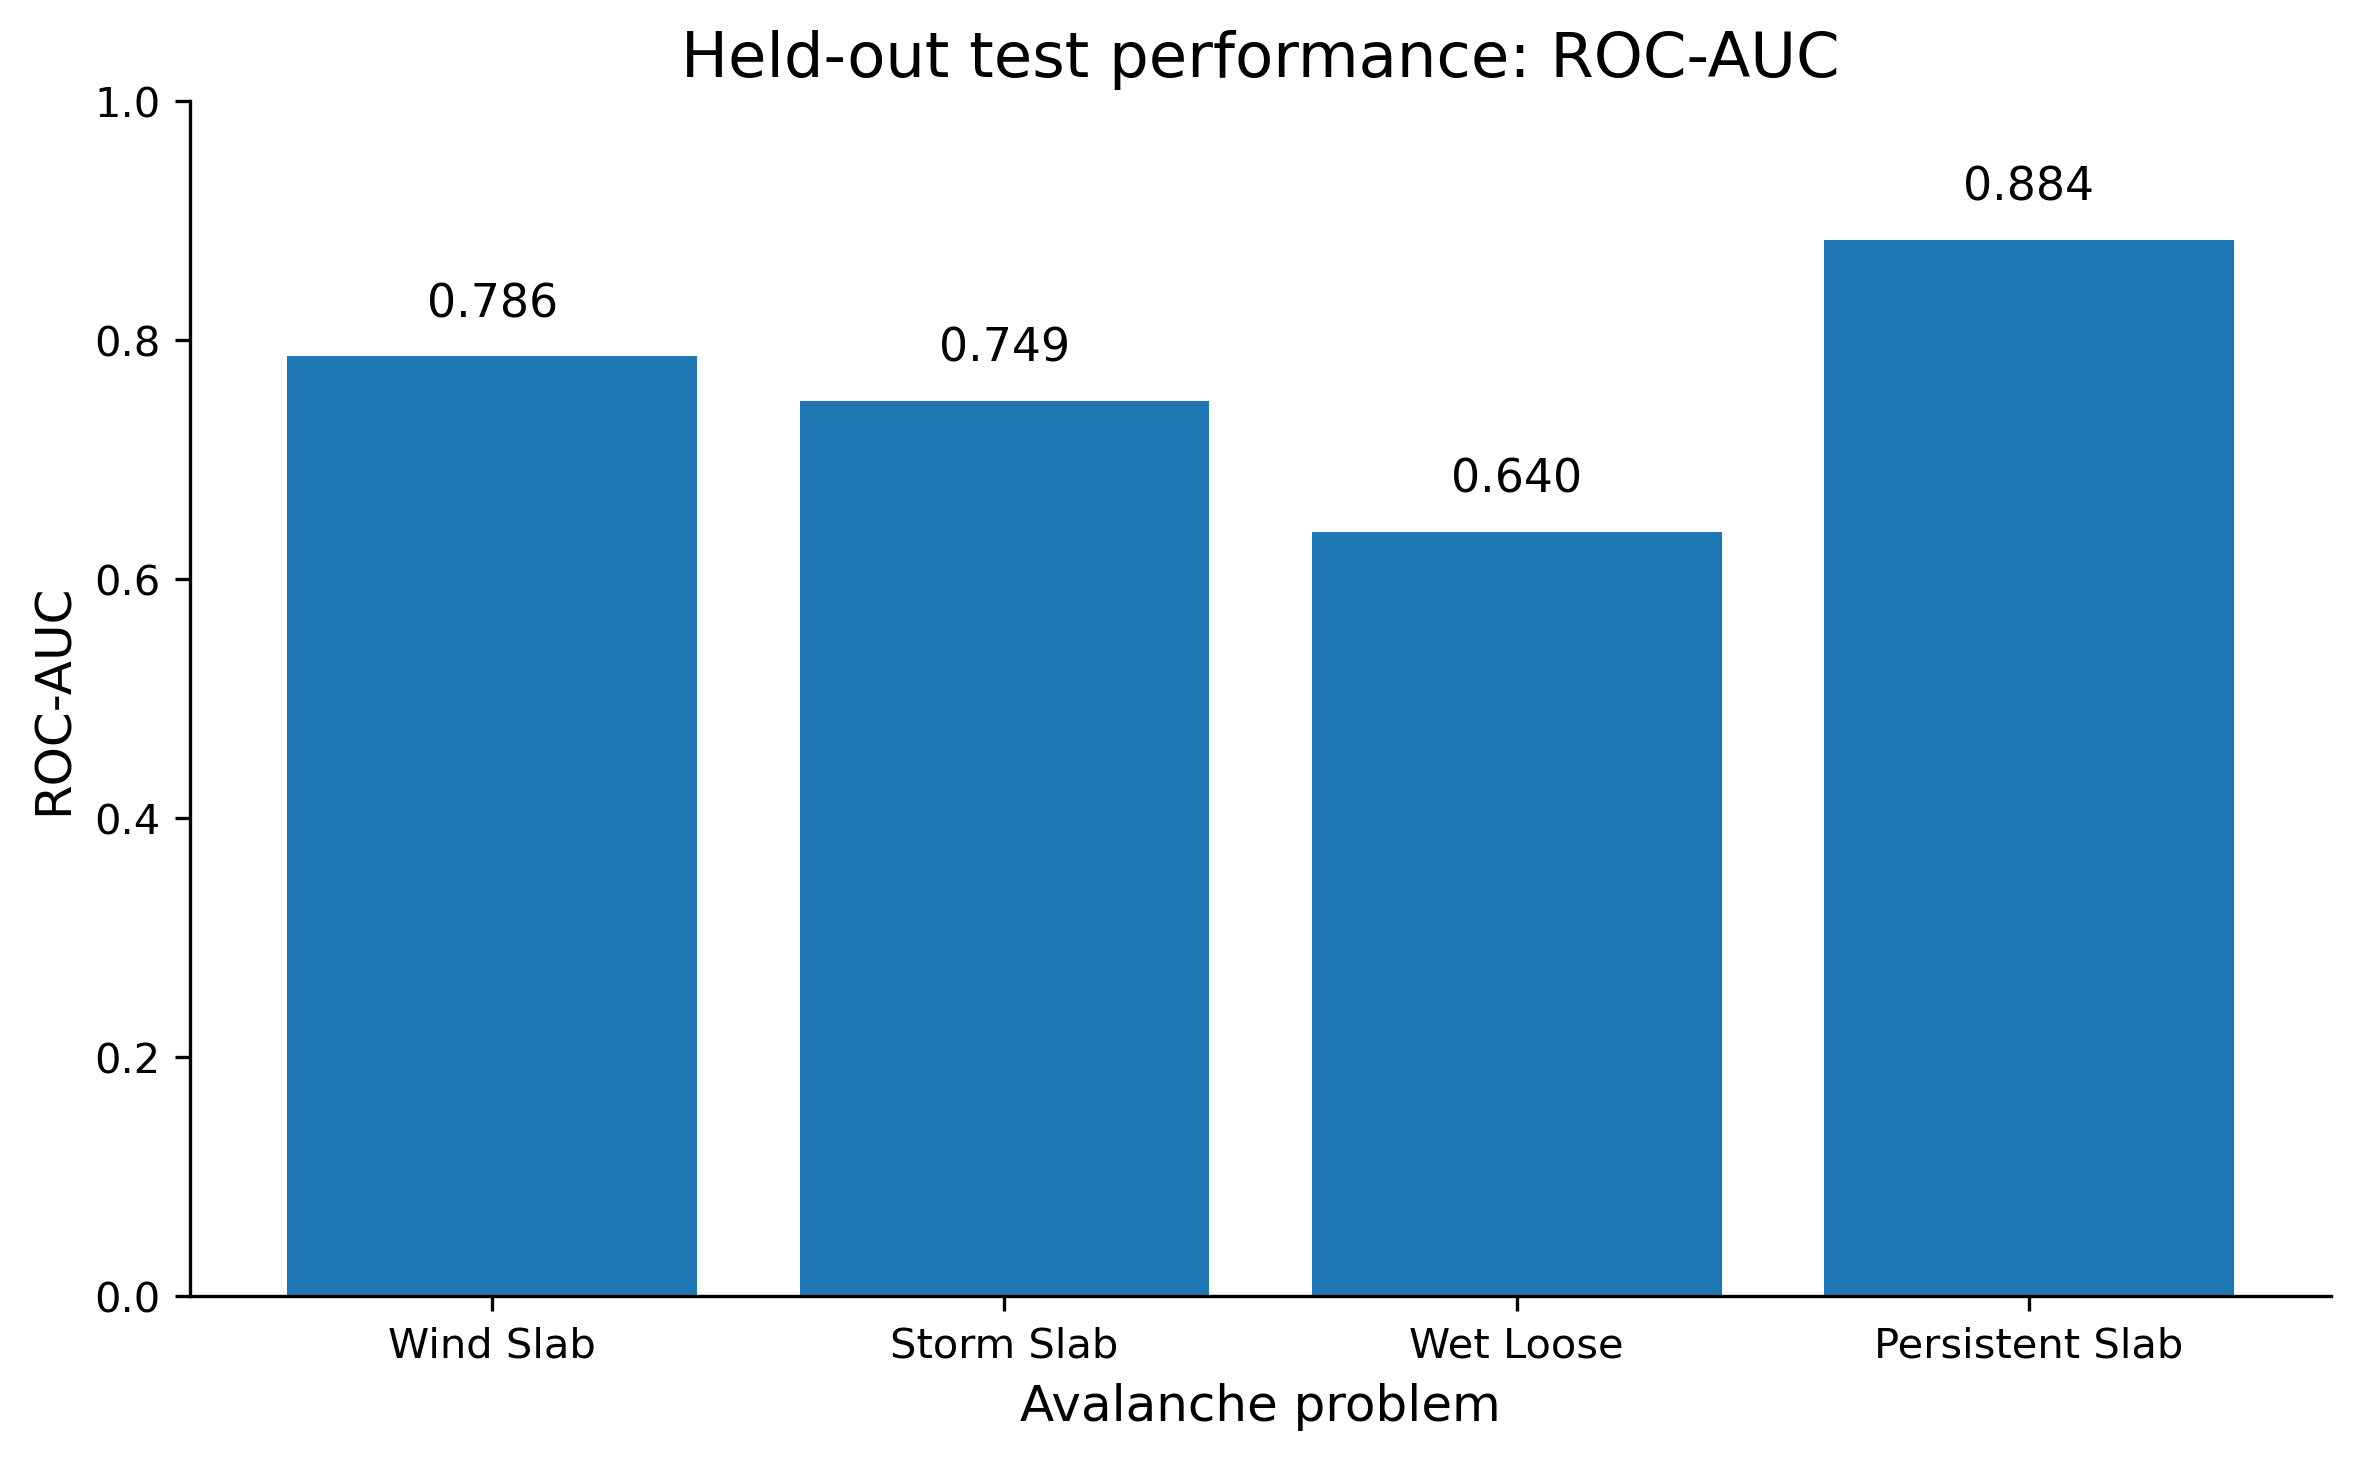 Held-out test performance: ROC-AUC
ROC-AUC
1.0
0.8
0.6
0.4
0.2
0.0
0.786
0.749
0.640
0.884
Wind Slab
Storm Slab
Wet Loose
Persistent Slab
Avalanche problem